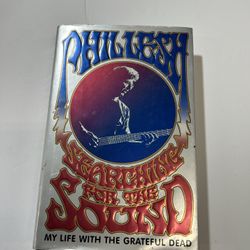 PHIL LESH
SEARCHING
FOR THE
SOUND
MY LIFE WITH THE GRATEFUL DEAD